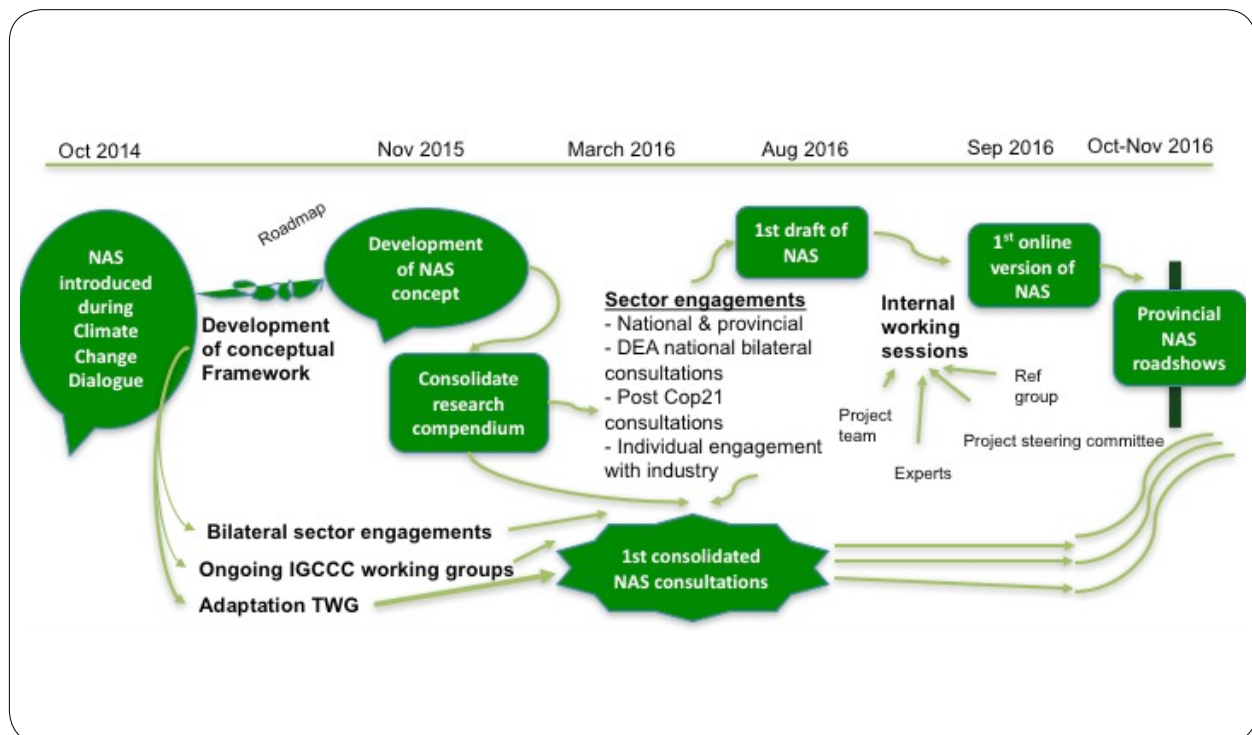 Oct 2014
Nov 2015
March 2016
Aug 2016
Sep 2016
Oct-Nov 2016
NAS
introduced
during
Climate
Change
Dialogue
Roadmap
Development
of conceptual
Framework
Development
of NAS
concept
Consolidate
research
compendium
Sector engagements
- National & provincial
- DEA national bilateral
consultations
- Post Cop21
consultations
- Individual engagement
with industry
1st draft of
NAS
Internal
working
sessions
Project
team
Experts
Ref
group
Project steering committee
1st online
version of
NAS
Provincial
NAS
roadshows
Bilateral sector engagements
Ongoing IGCCC working groups
Adaptation TWG
1st consolidated
NAS consultations